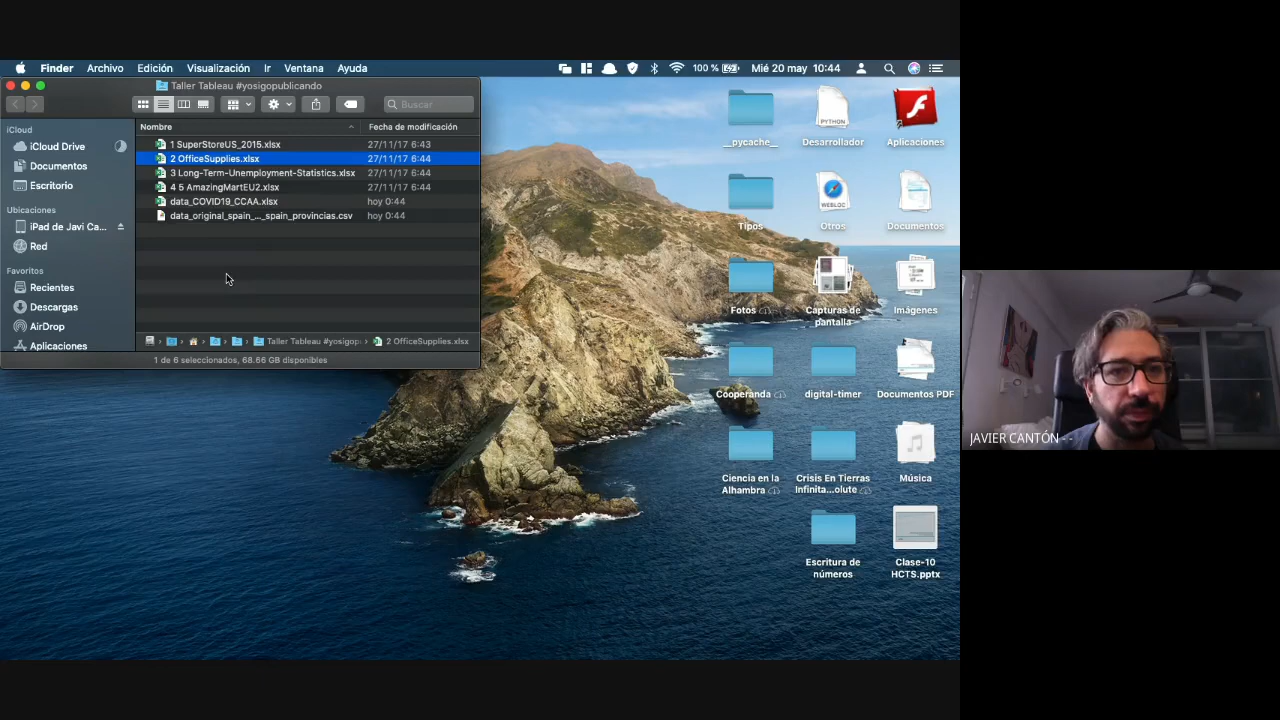 Finder Archivo Edición Visualización Ir Ventana Ayuda 100 % Mié 20 may 10:44
Taller Tableau #yosigopublicando
Buscar
iCloud
iCloud Drive
Documentos
Escritorio
Ubicaciones
iPad de Javi Ca...
Red
Favoritos
Recientes
Descargas
AirDrop
Aplicaciones
Nombre Fecha de modificación
1 SuperStoreUS_2015.xlsx 27/11/17 6:43
2 OfficeSupplies.xlsx 27/11/17 6:44
3 Long-Term-Unemployment-Statistics.xlsx 27/11/17 6:44
4 5 AmazingMartEU2.xlsx 27/11/17 6:44
data_COVID19_CCAA.xlsx hoy 0:44
data_original_spain_..._spain_provincias.csv hoy 0:44
Taller Tableau #yosigop 2 OfficeSupplies.xlsx
1 de 6 seleccionados, 68.66 GB disponibles
__pycache__
PYTHON
Desarrollador
Aplicaciones
Tipos
WEBLOC
Otros
Documentos
Fotos
Capturas de
pantalla
Imágenes
Cooperanda
digital-timer
Documentos PDF
Ciencia en la
Alhambra
Crisis En Tierras
Infinita...olute
Música
Escritura de
números
Clase-10
HCTS.pptx
JAVIER CANTÓN - -